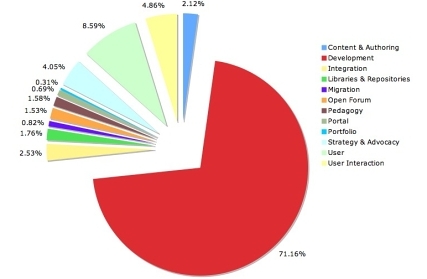 4.86%
2.12%
8.59%
4.05%
0.31%
0.69%
1.58%
1.53%
0.82%
1.76%
2.53%
71.16%
Content & Authoring
Development
Integration
Libraries & Repositories
Migration
Open Forum
Pedagogy
Portal
Portfolio
Strategy & Advocacy
User
User Interaction